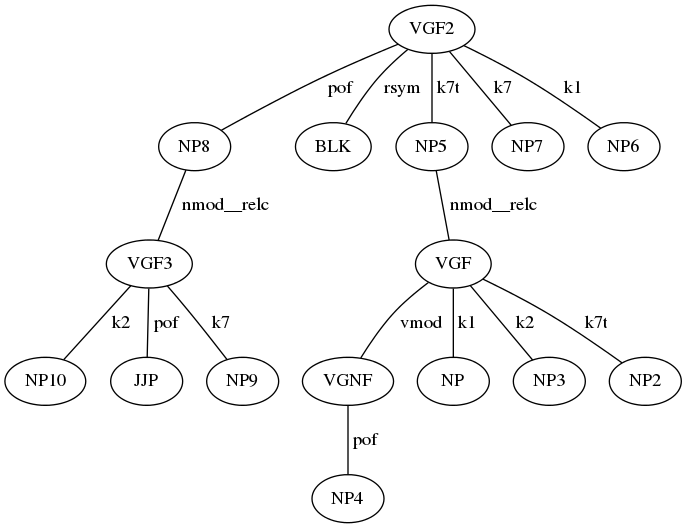 VGF2
pof rsym k7t k7 k1
NP8 BLK NP5 NP7 NP6
nmod__relc nmod__relc
VGF3 VGF
k2 pof k7 vmod k1 k2 k7t
NP10 JJP NP9 VGNF NP NP3 NP2
pof
NP4